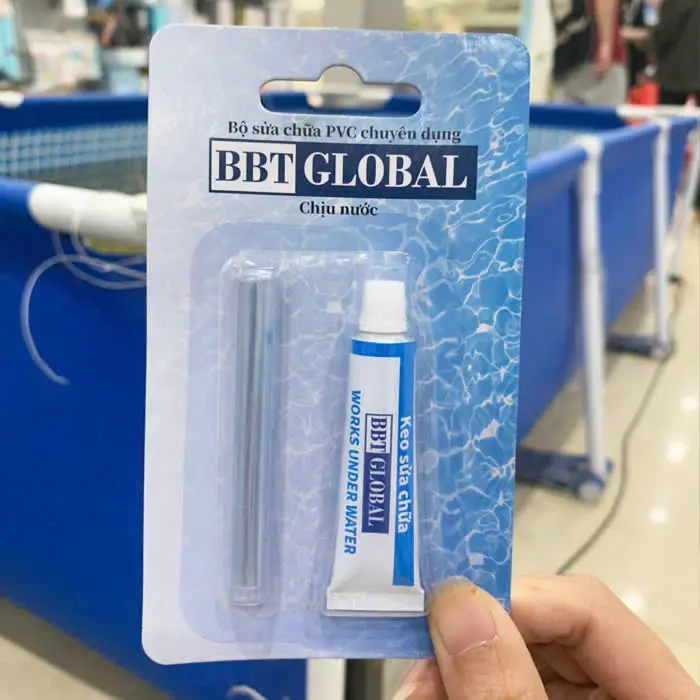 Bộ sửa chữa PVC chuyên dụng
BBT GLOBAL
Chịu nước
Keo sửa chữa
BBT GLOBAL
WORKS UNDER WATER